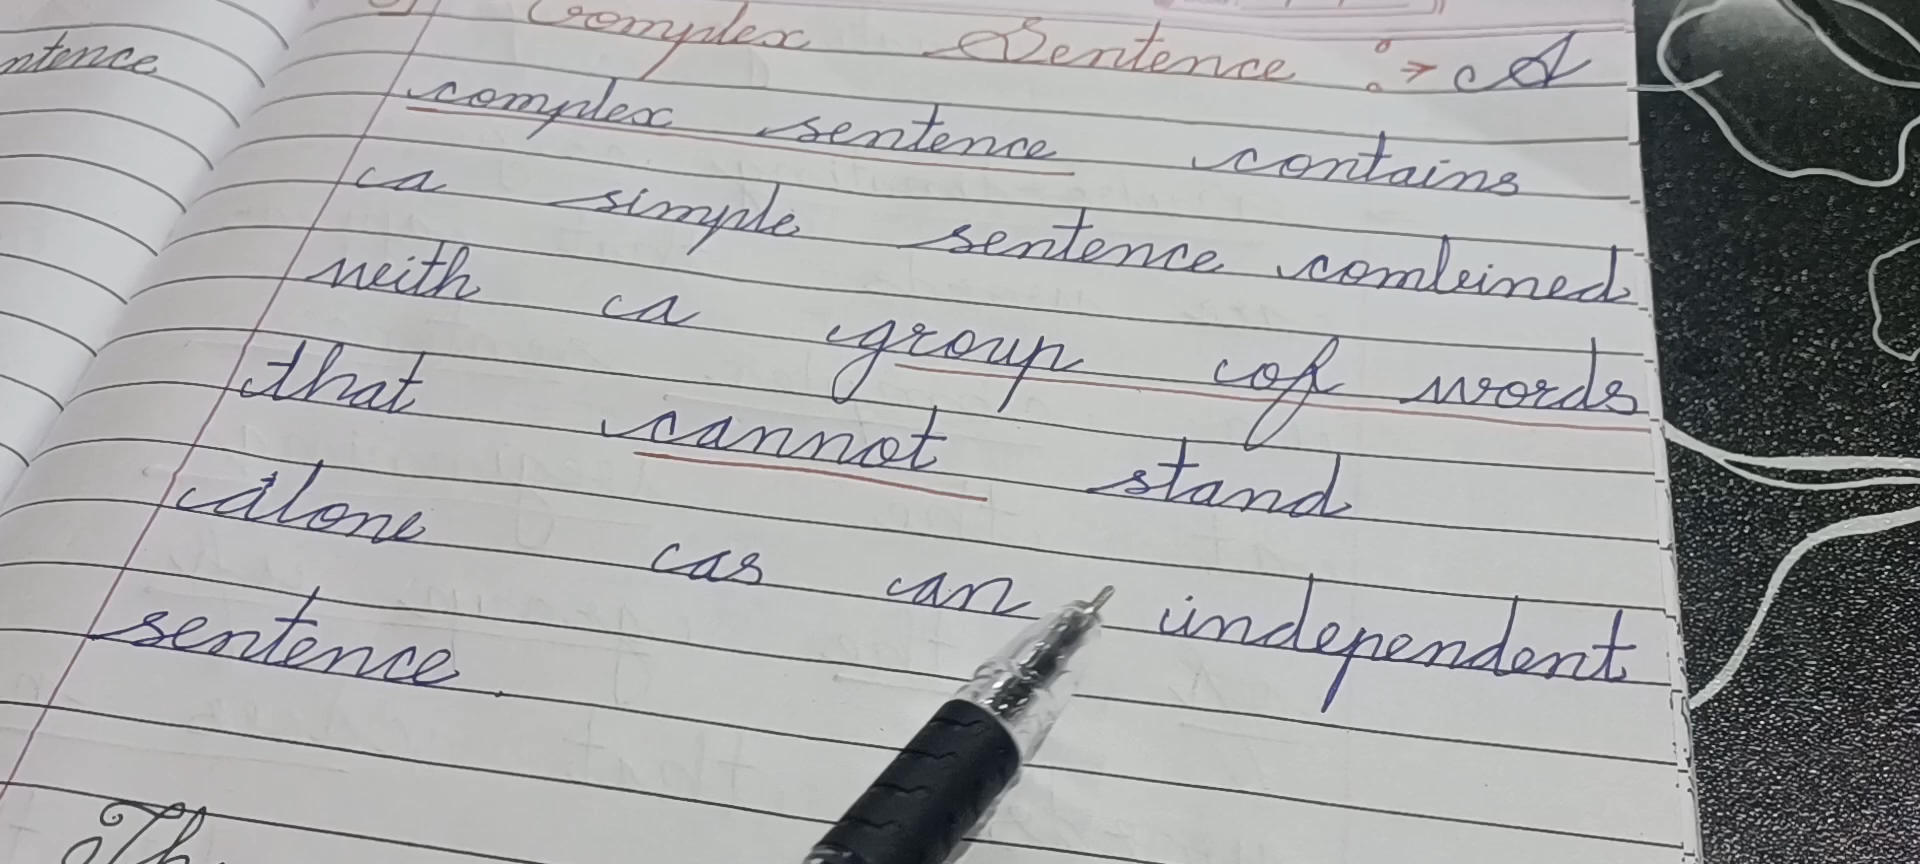 ntence
Complex Sentence :→ A
complex sentence contains
a simple sentence combined
with a group of words
that cannot stand
alone as an independent
sentence.
Th